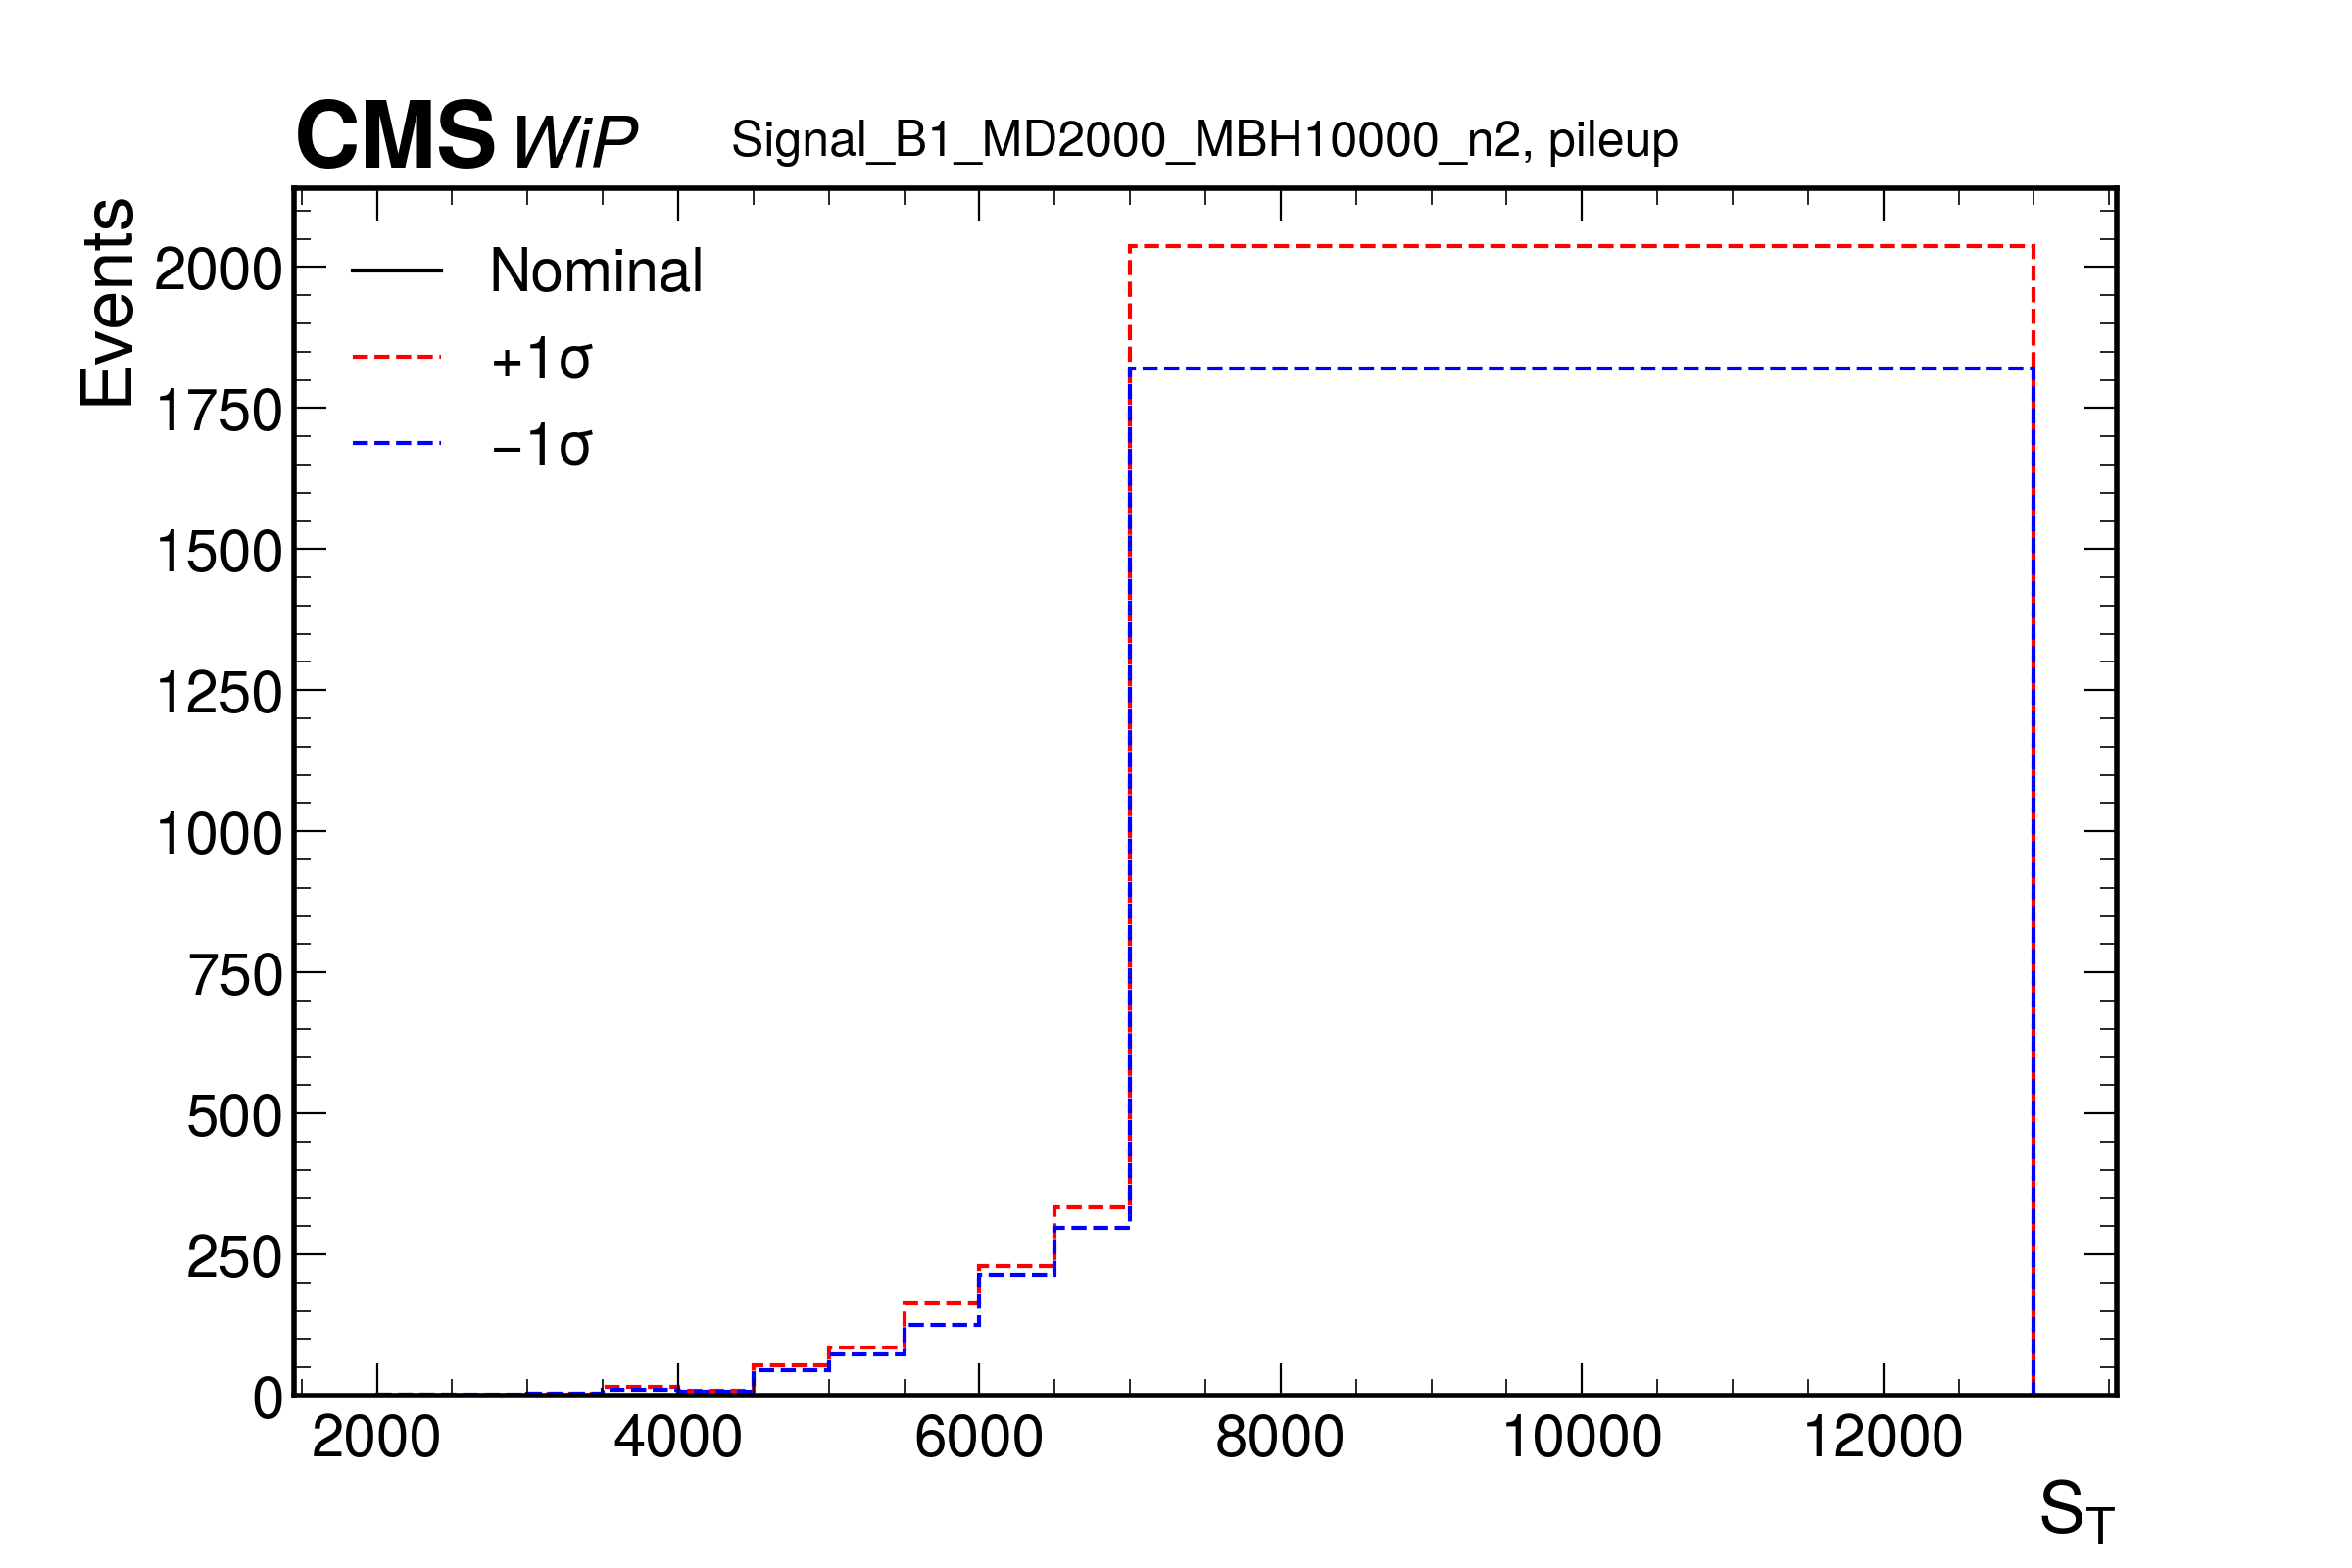 CMS WiP Signal_B1_MD2000_MBH10000_n2, pileup
Events
Nominal
+1σ
−1σ
2000
1750
1500
1250
1000
750
500
250
0
2000 4000 6000 8000 10000 12000
S_T